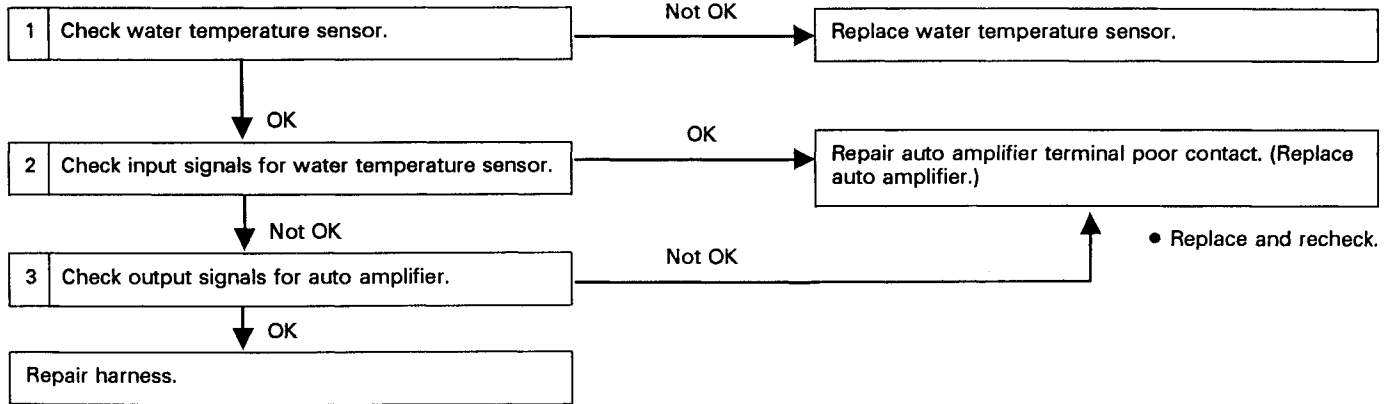 Not OK
1 Check water temperature sensor.
Replace water temperature sensor.
OK
OK
2 Check input signals for water temperature sensor.
Repair auto amplifier terminal poor contact. (Replace
auto amplifier.)
Not OK
● Replace and recheck.
Not OK
3 Check output signals for auto amplifier.
OK
Repair harness.